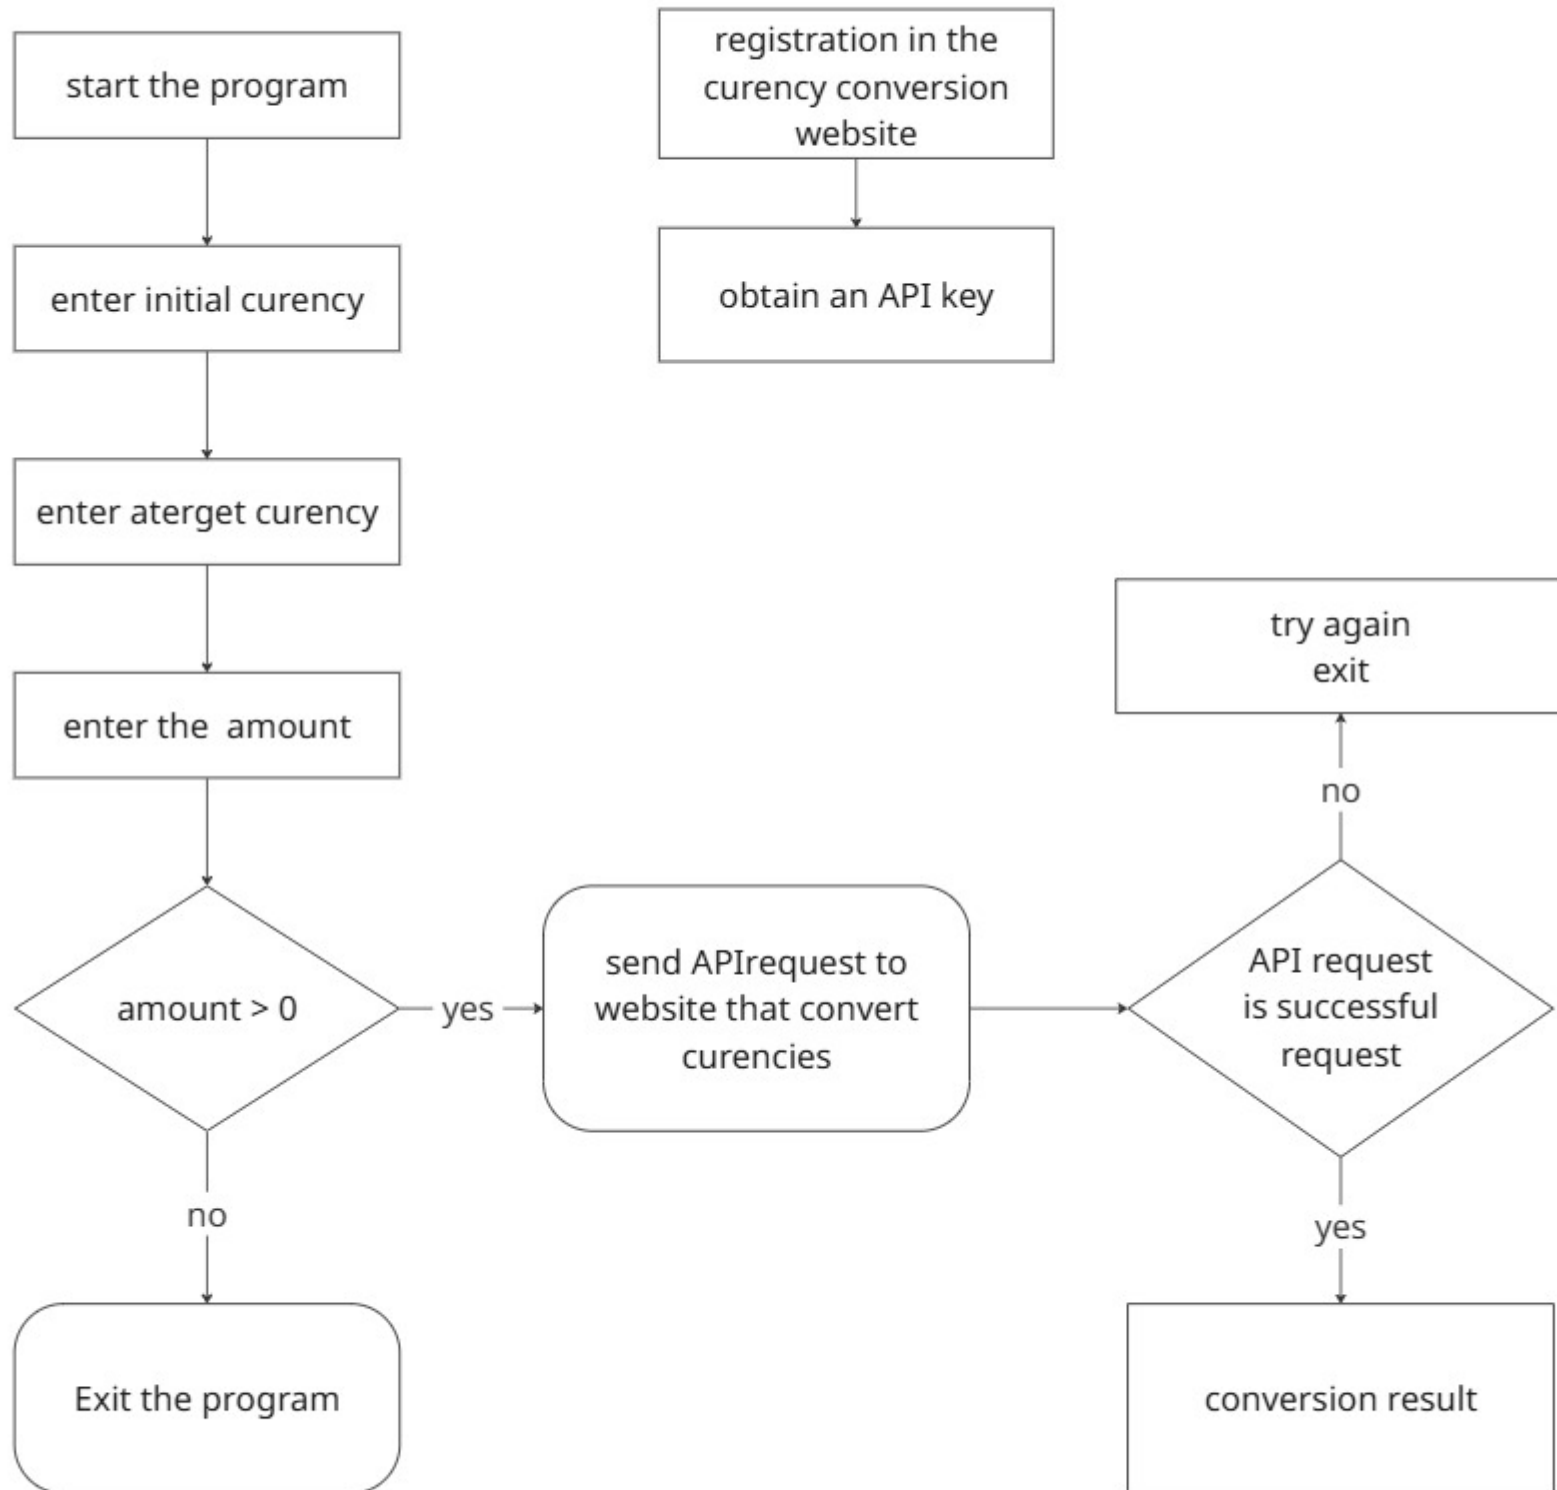 start the program
enter initial curency
enter aterget curency
enter the  amount
amount > 0
yes
no
Exit the program
registration in the
curency conversion
website
obtain an API key
send APIrequest to
website that convert
curencies
API request
is successful
request
no
try again
exit
yes
conversion result